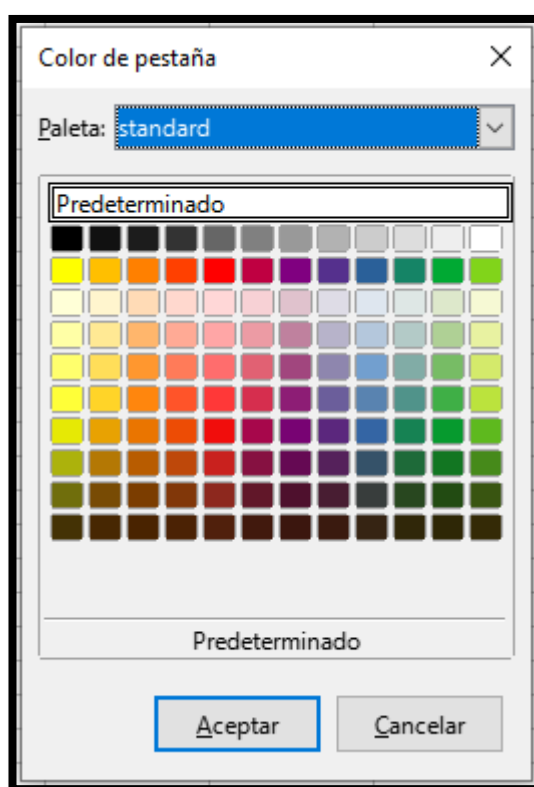 Color de pestaña
Paleta: standard
Predeterminado
Predeterminado
Aceptar Cancelar